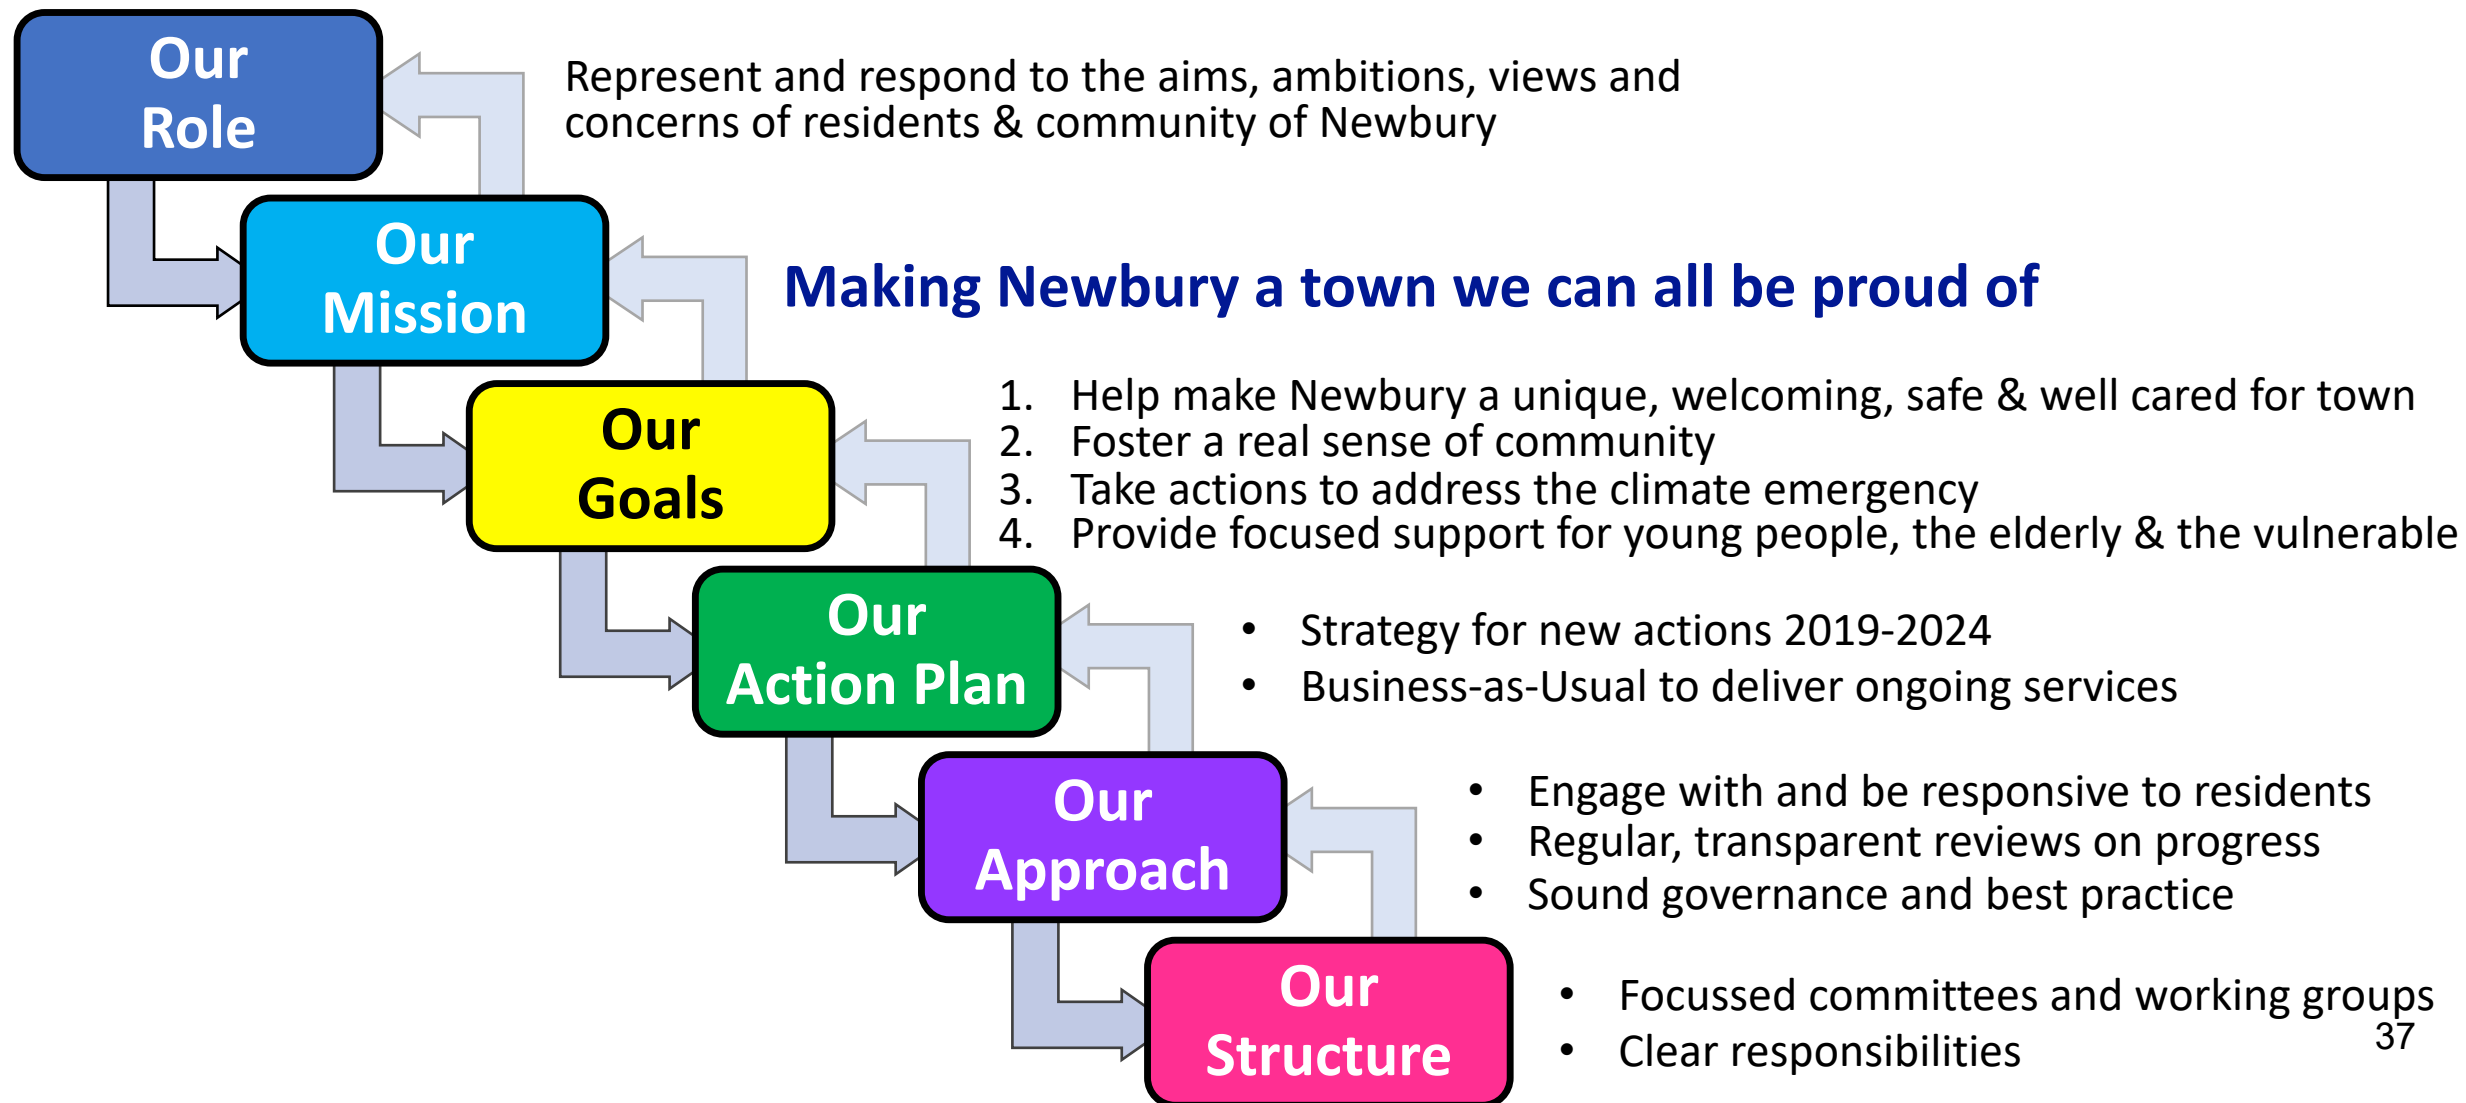 Our
Role
Represent and respond to the aims, ambitions, views and
concerns of residents & community of Newbury
Our
Mission
Making Newbury a town we can all be proud of
Our
Goals
1. Help make Newbury a unique, welcoming, safe & well cared for town
2. Foster a real sense of community
3. Take actions to address the climate emergency
4. Provide focused support for young people, the elderly & the vulnerable
Our
Action Plan
• Strategy for new actions 2019-2024
• Business-as-Usual to deliver ongoing services
Our
Approach
• Engage with and be responsive to residents
• Regular, transparent reviews on progress
• Sound governance and best practice
Our
Structure
• Focussed committees and working groups
• Clear responsibilities
37